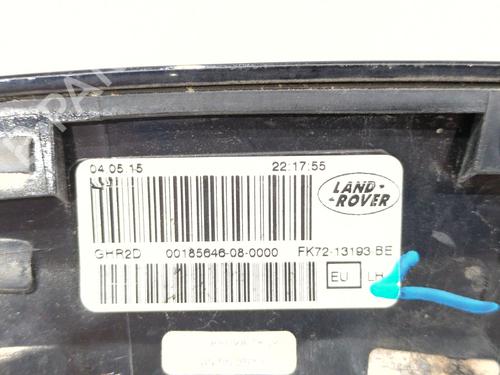 04.05.15 22:17:55
LAND-
-ROVER
GHR2D 00185646-08-0000 FK72-13193 BE
EU LH